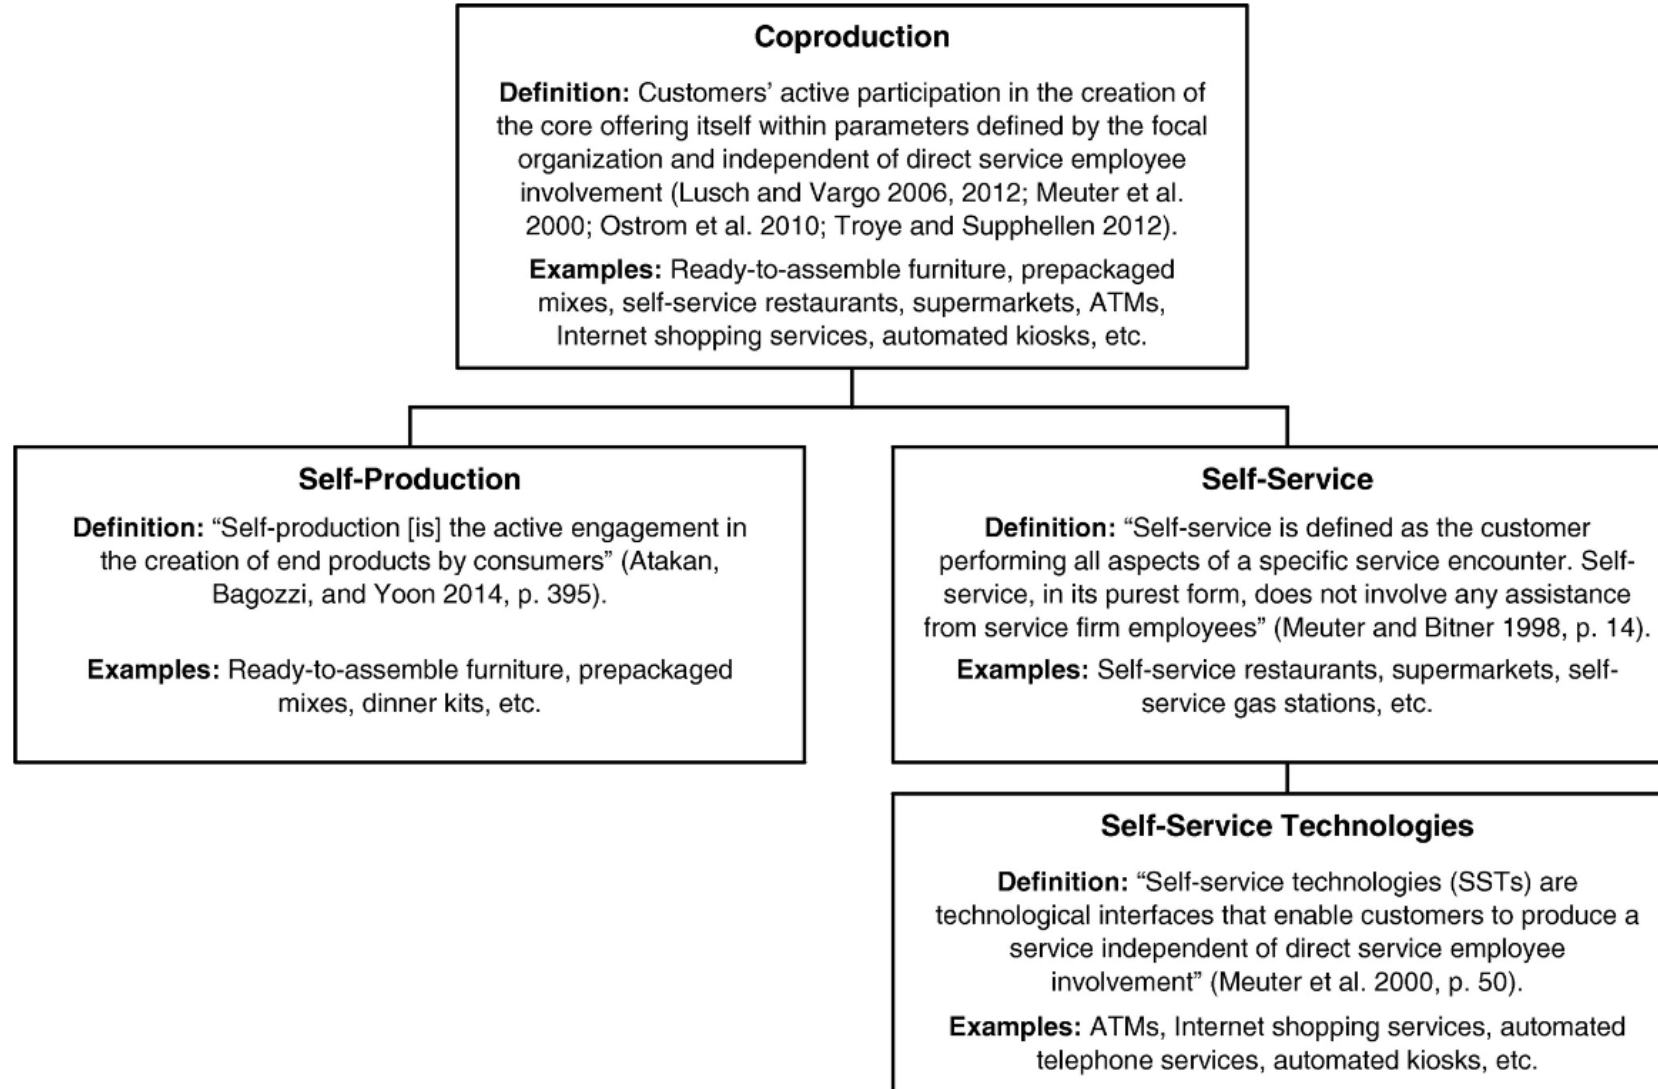 Coproduction
Definition: Customers’ active participation in the creation of
the core offering itself within parameters defined by the focal
organization and independent of direct service employee
involvement (Lusch and Vargo 2006, 2012; Meuter et al.
2000; Ostrom et al. 2010; Troye and Supphellen 2012).
Examples: Ready-to-assemble furniture, prepackaged
mixes, self-service restaurants, supermarkets, ATMs,
Internet shopping services, automated kiosks, etc.
Self-Production
Definition: “Self-production [is] the active engagement in
the creation of end products by consumers” (Atakan,
Bagozzi, and Yoon 2014, p. 395).
Examples: Ready-to-assemble furniture, prepackaged
mixes, dinner kits, etc.
Self-Service
Definition: “Self-service is defined as the customer
performing all aspects of a specific service encounter. Self-
service, in its purest form, does not involve any assistance
from service firm employees” (Meuter and Bitner 1998, p. 14).
Examples: Self-service restaurants, supermarkets, self-
service gas stations, etc.
Self-Service Technologies
Definition: “Self-service technologies (SSTs) are
technological interfaces that enable customers to produce a
service independent of direct service employee
involvement” (Meuter et al. 2000, p. 50).
Examples: ATMs, Internet shopping services, automated
telephone services, automated kiosks, etc.